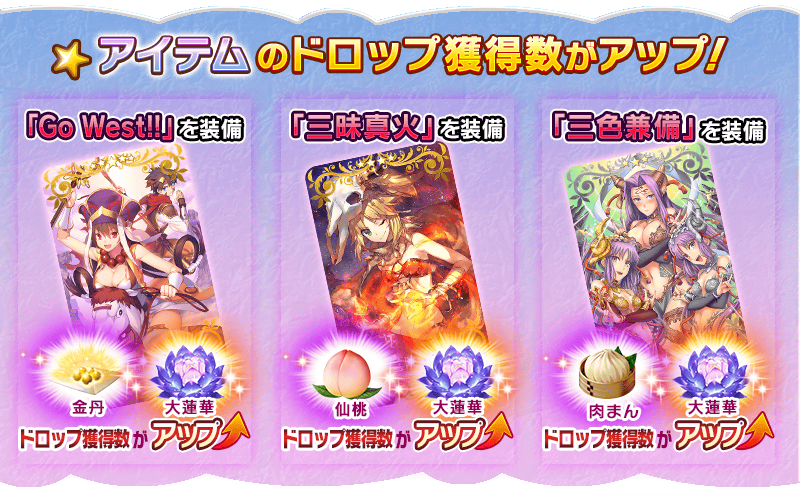 アイテムのドロップ獲得数がアップ!
「Go West!!」を装備
金丹
大蓮華
ドロップ獲得数がアップ
「三昧真火」を装備
仙桃
大蓮華
ドロップ獲得数がアップ
「三色兼備」を装備
肉まん
大蓮華
ドロップ獲得数がアップ